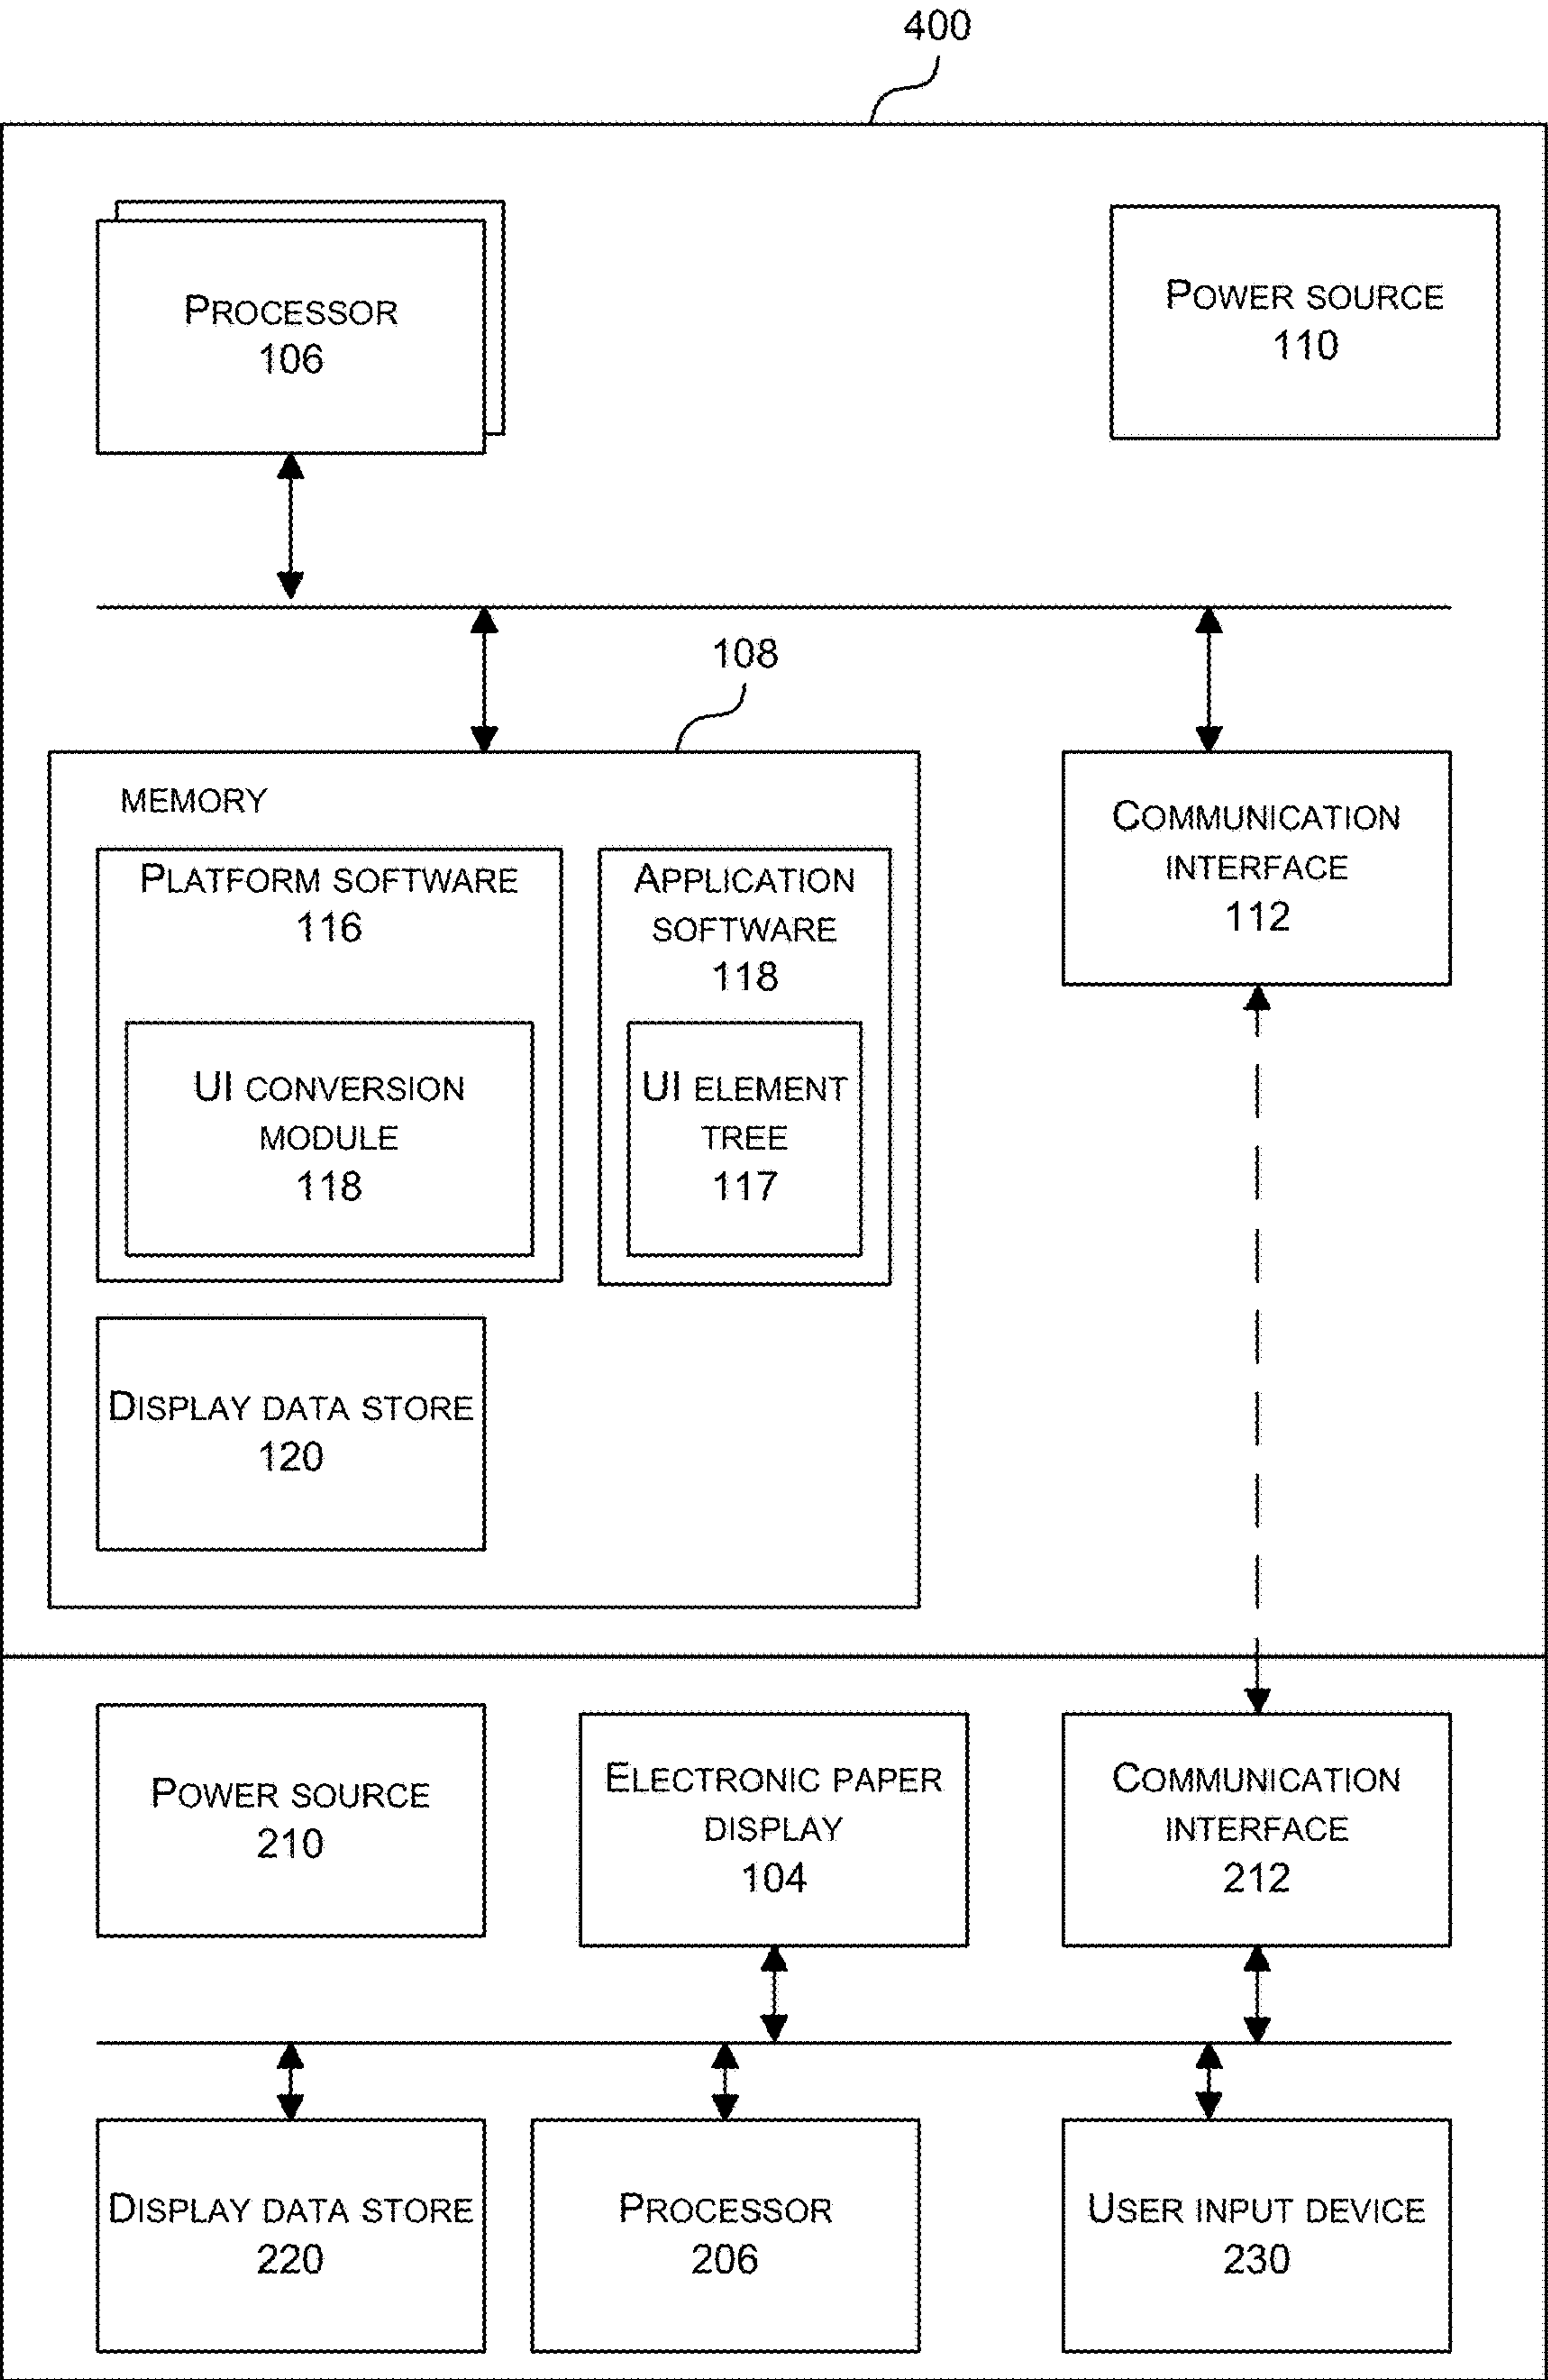 400
PROCESSOR
106
POWER SOURCE
110
108
MEMORY
PLATFORM SOFTWARE
116
UI CONVERSION
MODULE
118
APPLICATION
SOFTWARE
118
UI ELEMENT
TREE
117
COMMUNICATION
INTERFACE
112
DISPLAY DATA STORE
120
POWER SOURCE
210
ELECTRONIC PAPER
DISPLAY
104
COMMUNICATION
INTERFACE
212
DISPLAY DATA STORE
220
PROCESSOR
206
USER INPUT DEVICE
230